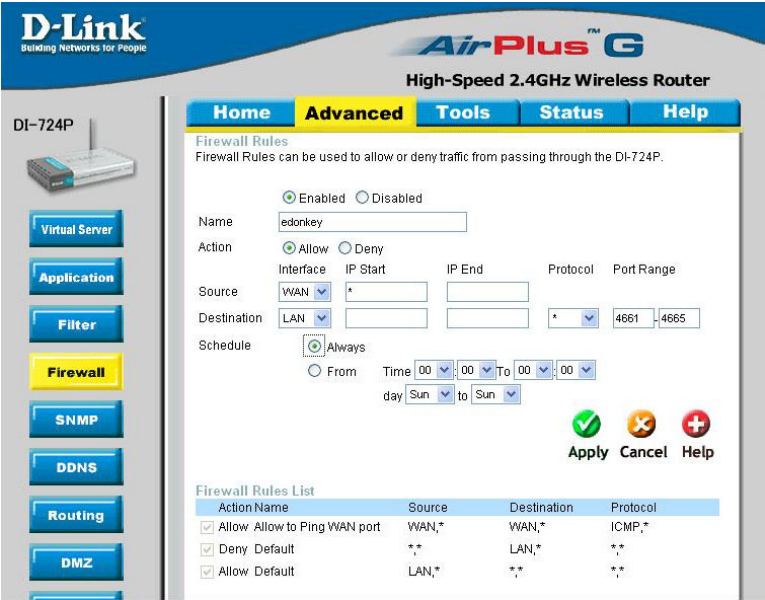 D-Link
Building Networks for People
AirPlus™G
High-Speed 2.4GHz Wireless Router
DI-724P
Home Advanced Tools Status Help
Virtual Server
Application
Filter
Firewall
SNMP
DDNS
Routing
DMZ
Firewall Rules
Firewall Rules can be used to allow or deny traffic from passing through the DI-724P.
Enabled Disabled
Name edonkey
Action Allow Deny
Interface IP Start IP End Protocol Port Range
Source WAN *
Destination LAN * 4661 - 4665
Schedule Always
From Time 00 : 00 To 00 : 00
day Sun to Sun
Apply Cancel Help
Firewall Rules List
Action Name Source Destination Protocol
Allow Allow to Ping WAN port WAN,* WAN,* ICMP,*
Deny Default *,* LAN,* *,*
Allow Default LAN,* *,* *,*